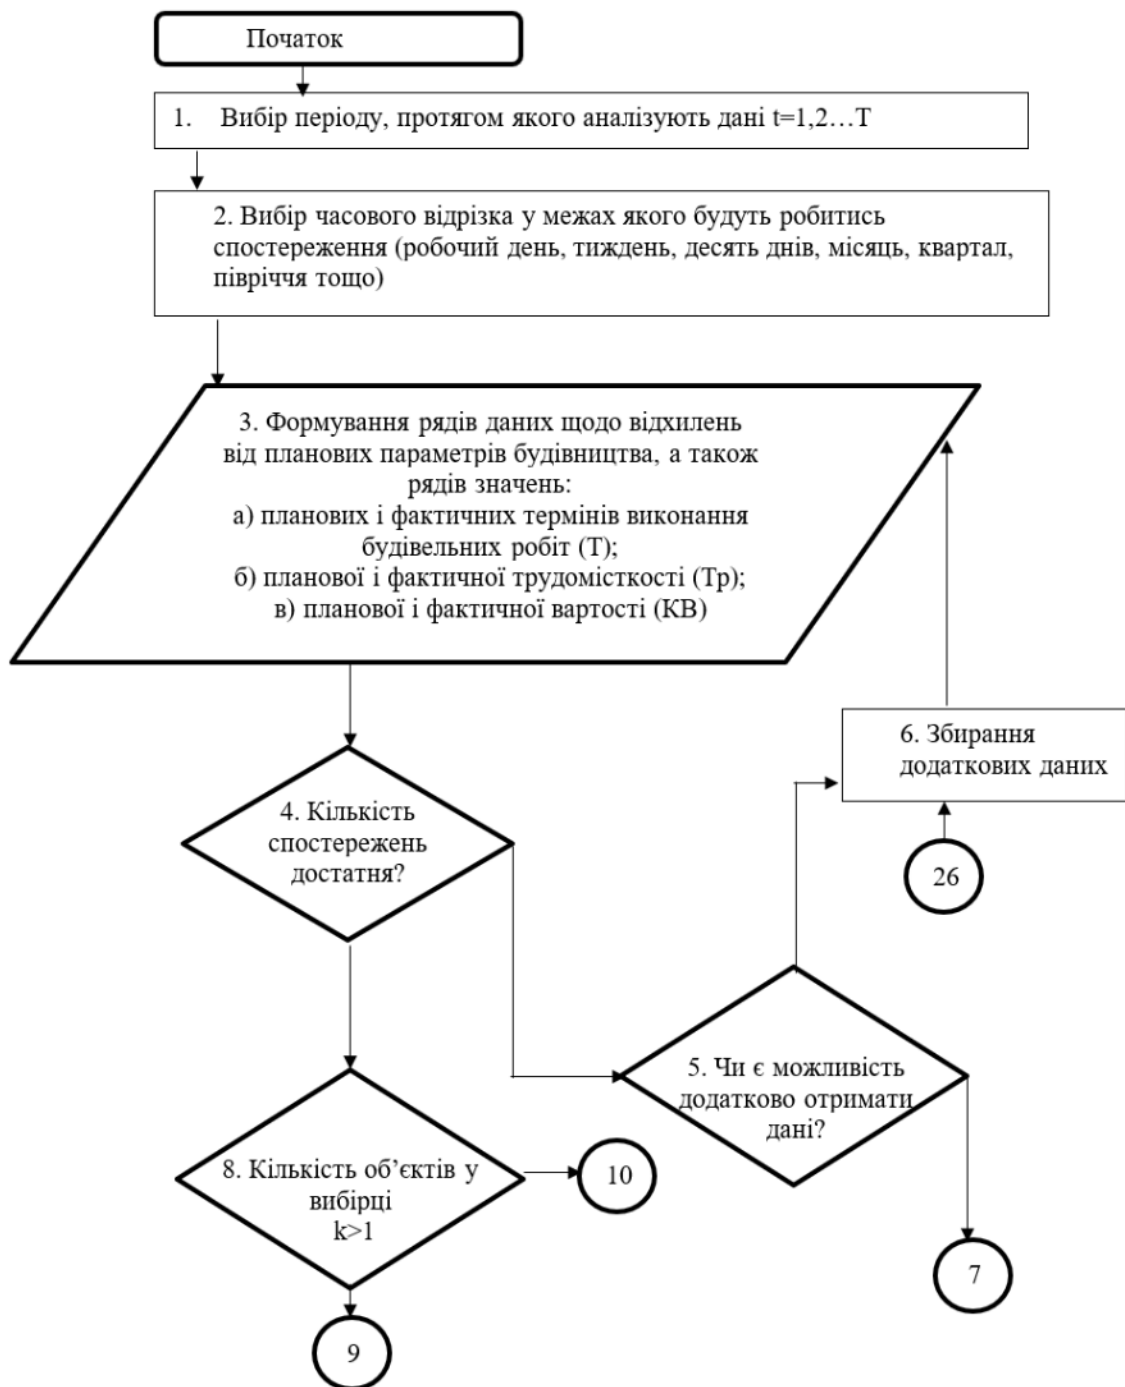 Початок
1. Вибір періоду, протягом якого аналізують дані t=1,2…T
2. Вибір часового відрізка у межах якого будуть робитись
спостереження (робочий день, тиждень, десять днів, місяць, квартал,
півріччя тощо)
3. Формування рядів даних щодо відхилень
від планових параметрів будівництва, а також
рядів значень:
а) планових і фактичних термінів виконання
будівельних робіт (Т);
б) планової і фактичної трудомісткості (Тр);
в) планової і фактичної вартості (КВ)
6. Збирання
додаткових даних
4. Кількість
спостережень
достатня?
26
5. Чи є можливість
додатково отримати
дані?
8. Кількість об’єктів у
вибірці
k>1
10
7
9